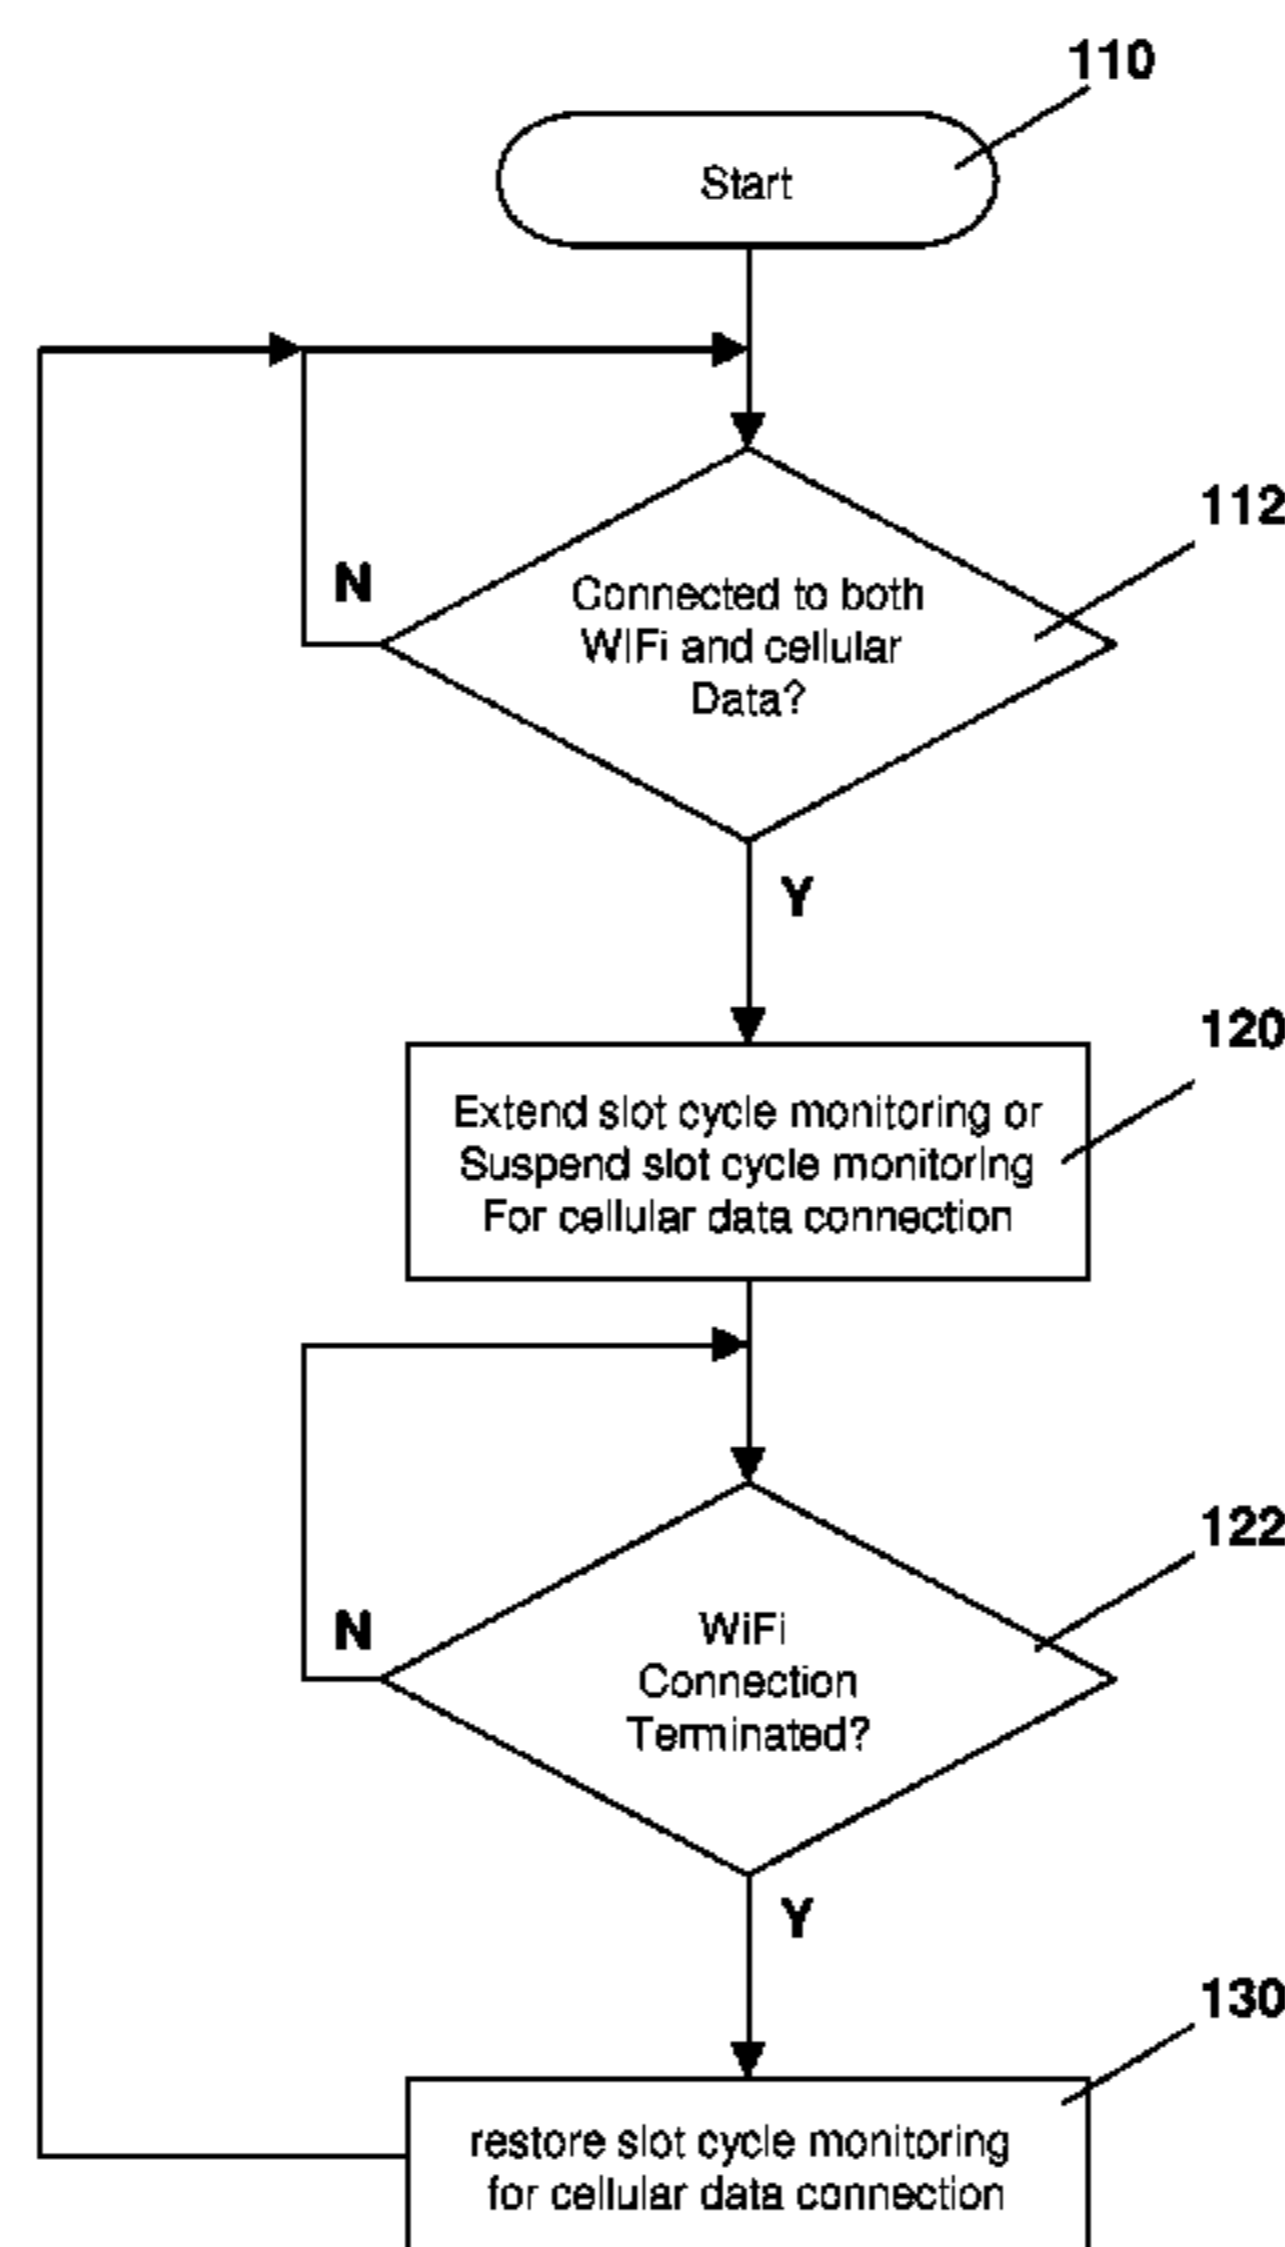 110
Start
112
N
Connected to both
WIFi and cellular
Data?
Y
120
Extend slot cycle monitoring or
Suspend slot cycle monitoring
For cellular data connection
122
N
WiFi
Connection
Terminated?
Y
130
restore slot cycle monitoring
for cellular data connection